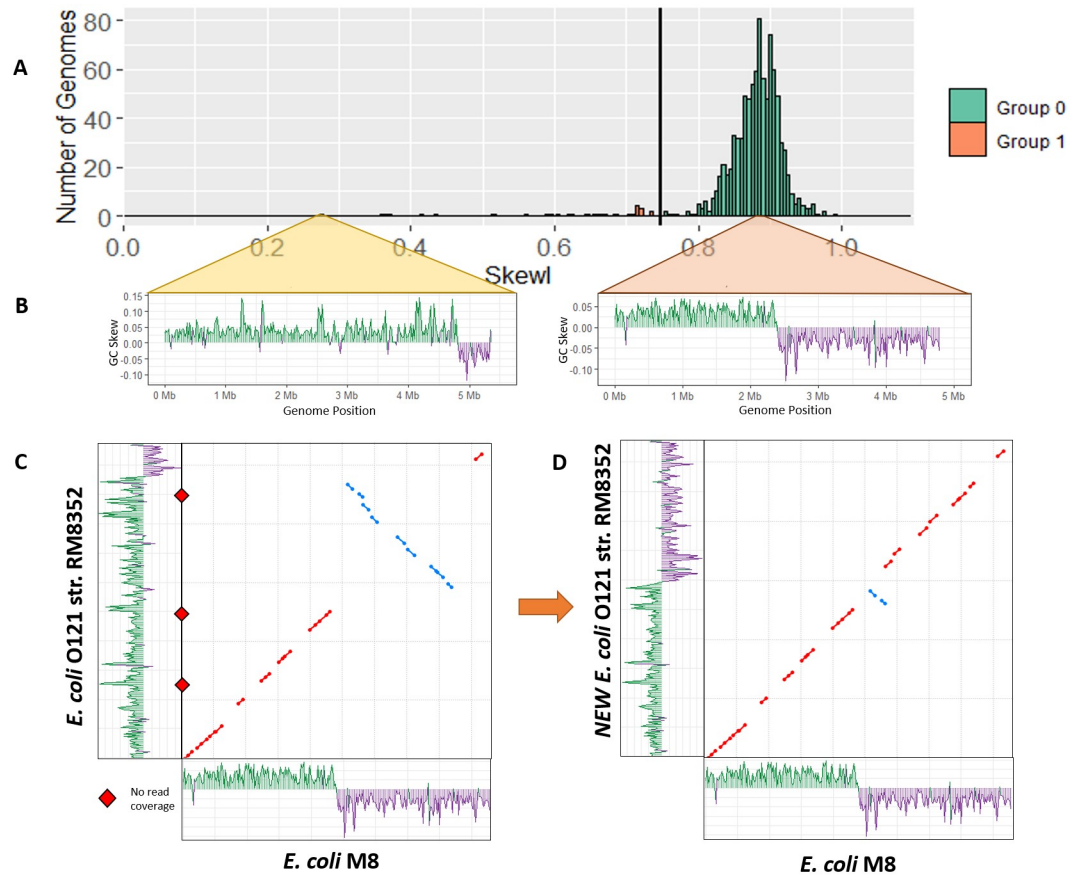 A
Number of Genomes
80
60
40
20
0
0.0 0.2 0.4 0.6 0.8 1.0
SkewI
Group 0
Group 1
B
GC Skew
0.15
0.10
0.05
0.00
-0.05
-0.10
0 Mb 1 Mb 2 Mb 3 Mb 4 Mb 5 Mb
Genome Position
GC Skew
0.05
0.00
-0.05
-0.10
0 Mb 1 Mb 2 Mb 3 Mb 4 Mb 5 Mb
Genome Position
C
E. coli O121 str. RM8352
No read
coverage
E. coli M8
D
NEW E. coli O121 str. RM8352
E. coli M8